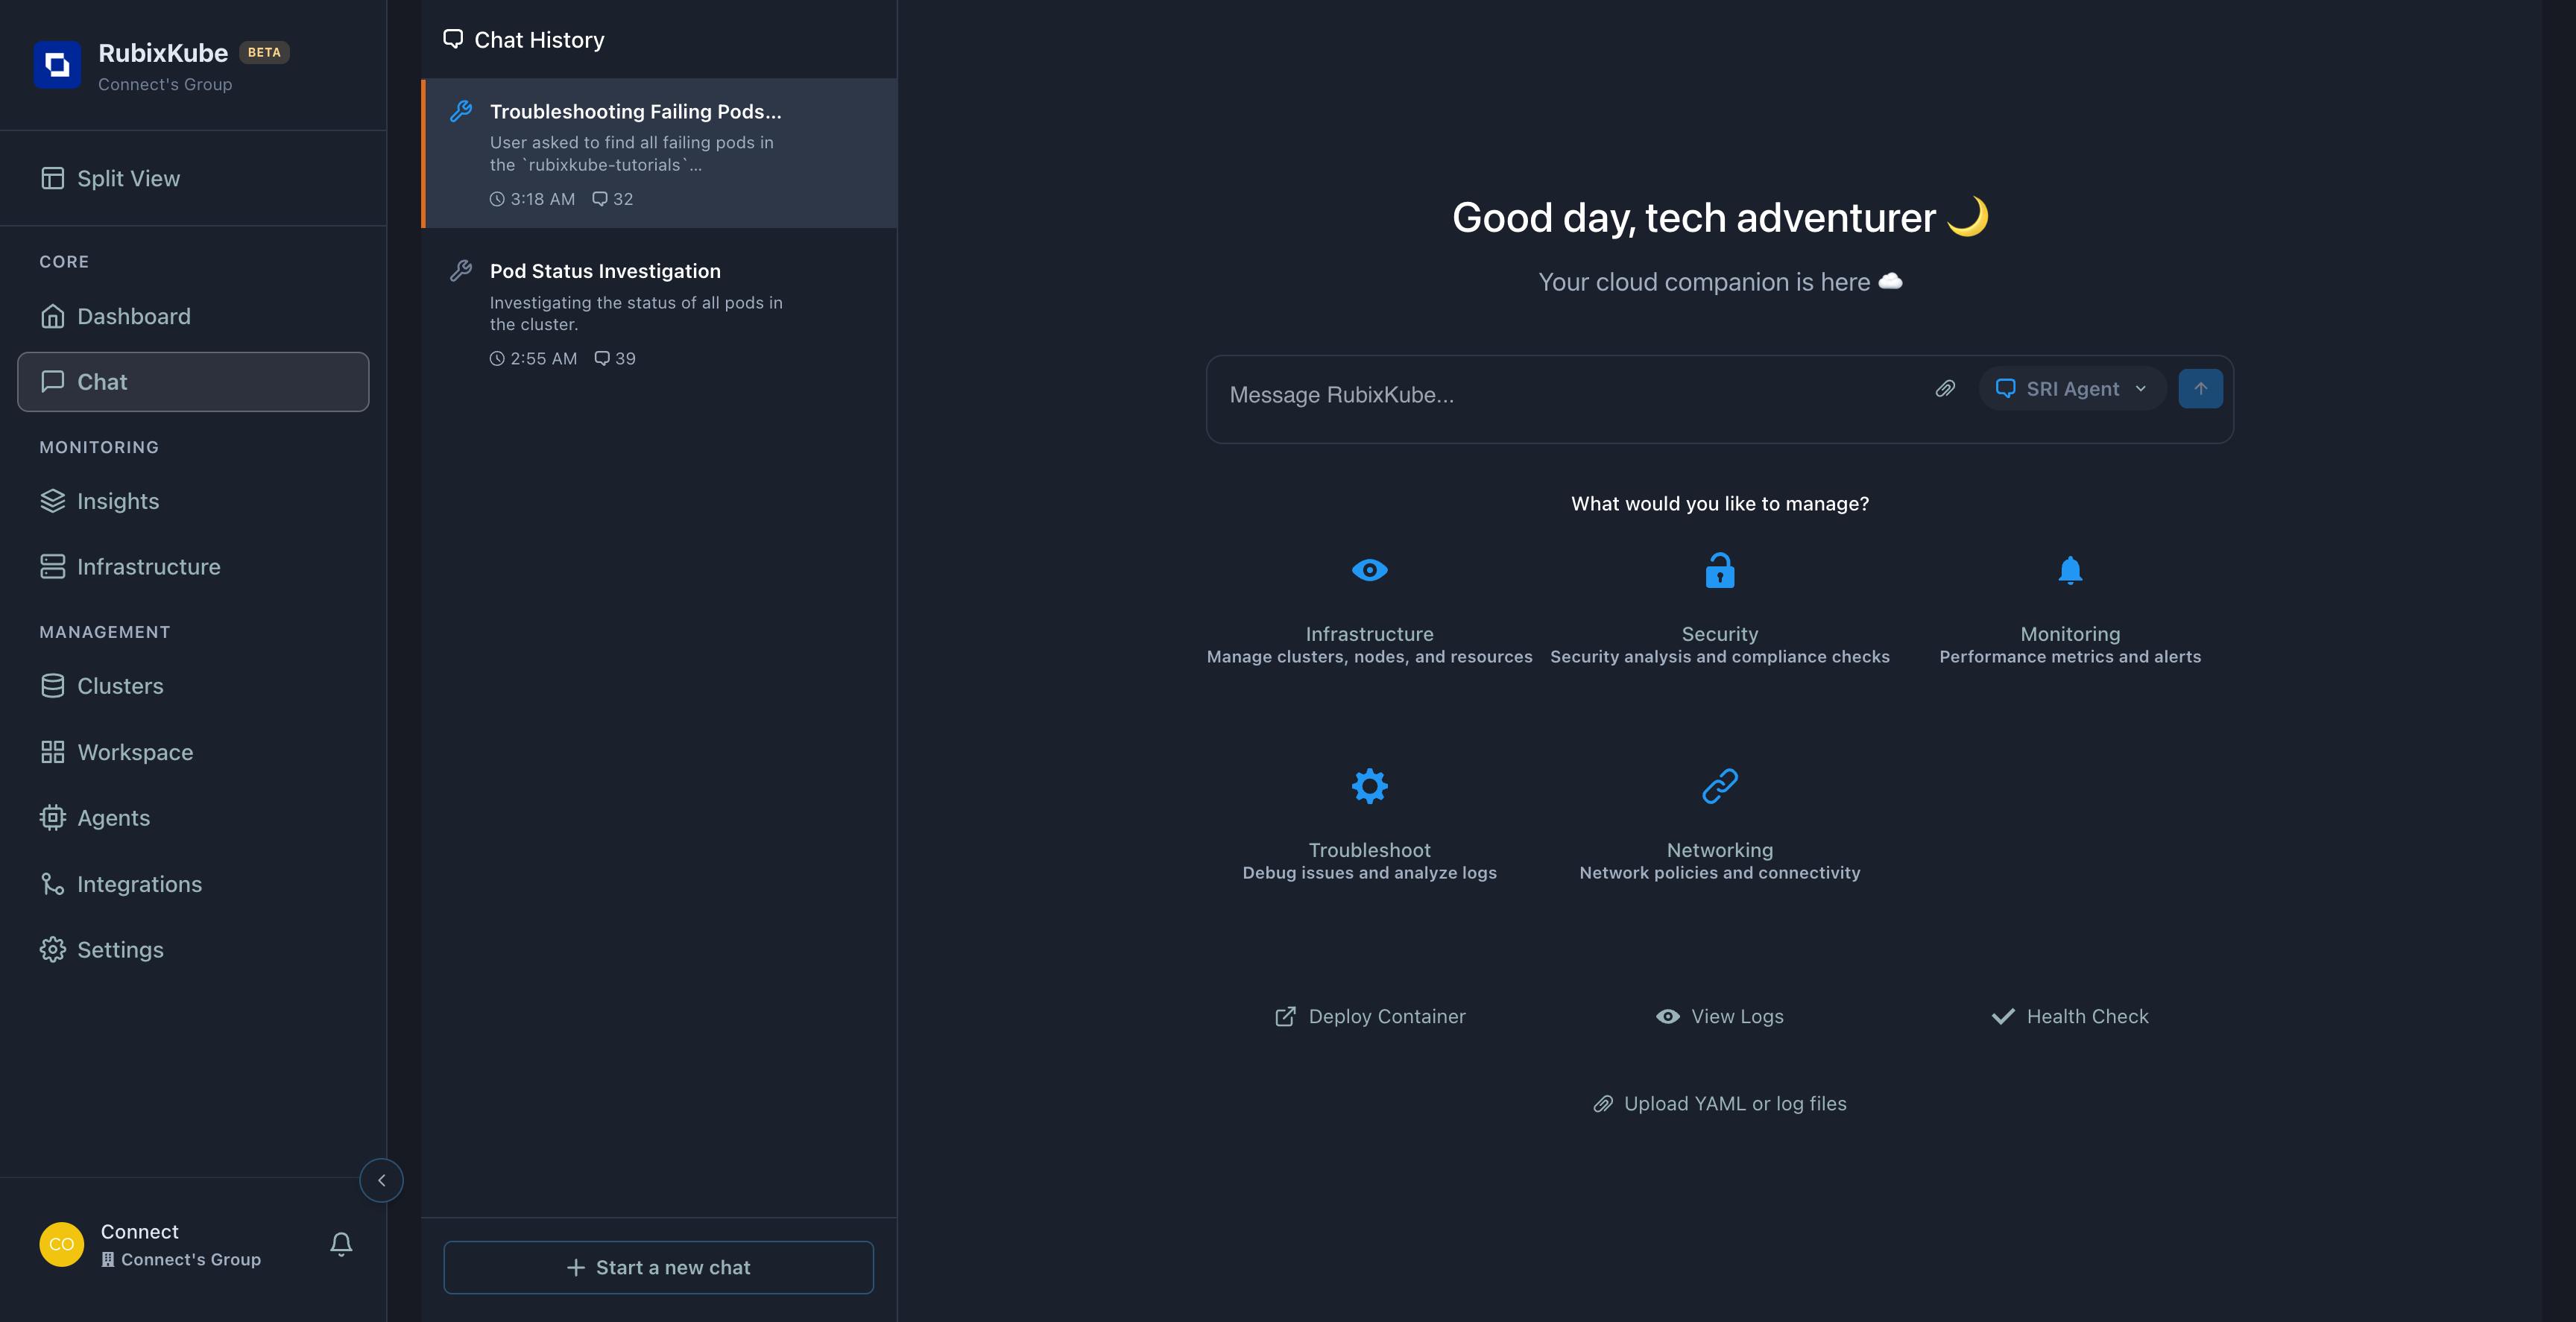 RubixKube BETA
Connect's Group
Split View
CORE
Dashboard
Chat
MONITORING
Insights
Infrastructure
MANAGEMENT
Clusters
Workspace
Agents
Integrations
Settings
CO
Connect
Connect's Group
Chat History
Troubleshooting Failing Pods...
User asked to find all failing pods in
the `rubixkube-tutorials`...
3:18 AM 32
Pod Status Investigation
Investigating the status of all pods in
the cluster.
2:55 AM 39
Start a new chat
Good day, tech adventurer 🌙
Your cloud companion is here ☁️
Message RubixKube...
SRI Agent
What would you like to manage?
Infrastructure
Manage clusters, nodes, and resources
Security
Security analysis and compliance checks
Monitoring
Performance metrics and alerts
Troubleshoot
Debug issues and analyze logs
Networking
Network policies and connectivity
Deploy Container
View Logs
Health Check
Upload YAML or log files